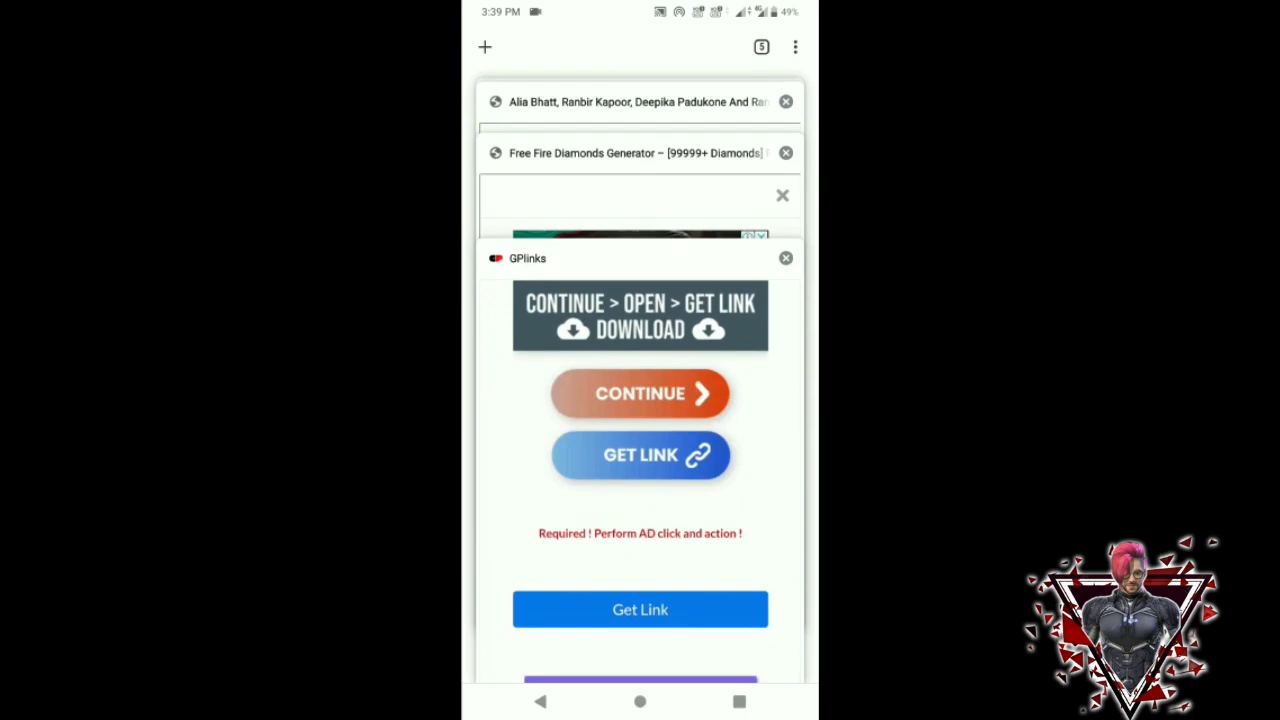 3:39 PM
49%
5
Alia Bhatt, Ranbir Kapoor, Deepika Padukone And Ran
Free Fire Diamonds Generator – [99999+ Diamonds]
GPlinks
CONTINUE > OPEN > GET LINK
DOWNLOAD
CONTINUE
GET LINK
Required ! Perform AD click and action !
Get Link